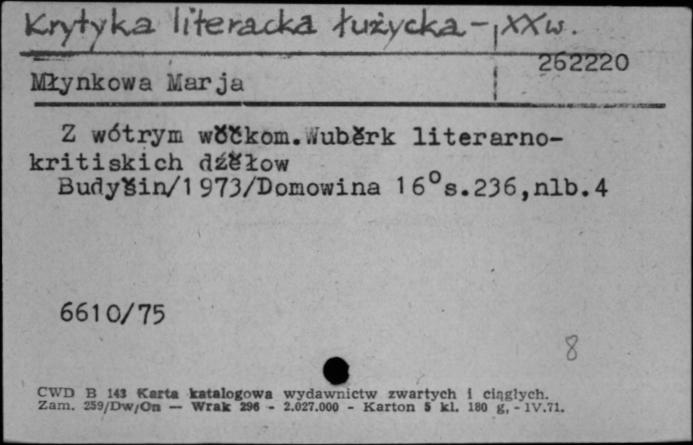 Krytyka literacka łużycka - XX w.
262220
Młynkowa Marja
Z wótrym wóčkom. Wuběrk literarno-
kritiskich dźěłow
Budyšin/1973/Domowina 16° s.236,nlb.4
6610/75
8
CWD B 143 Karta katalogowa wydawnictw zwartych i ciągłych.
Zam. 259/Dw/On — Wrak 296 - 2.027.000 - Karton 5 kl. 180 g, - IV.71.